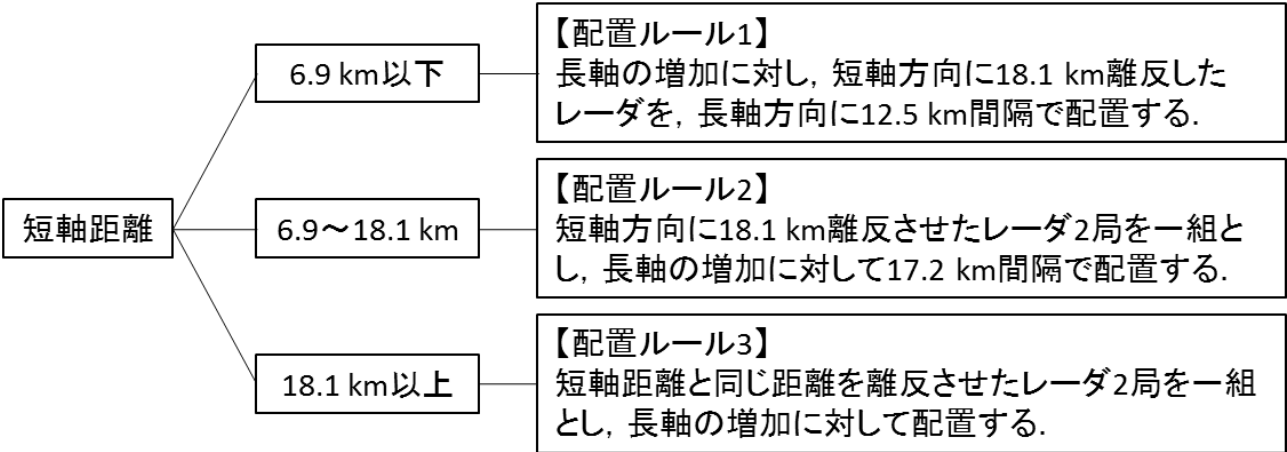 短軸距離
6.9 km以下
【配置ルール1】
長軸の増加に対し，短軸方向に18.1 km離反した
レーダを，長軸方向に12.5 km間隔で配置する．
6.9～18.1 km
【配置ルール2】
短軸方向に18.1 km離反させたレーダ2局を一組と
し，長軸の増加に対して17.2 km間隔で配置する．
18.1 km以上
【配置ルール3】
短軸距離と同じ距離を離反させたレーダ2局を一組
とし，長軸の増加に対して配置する．